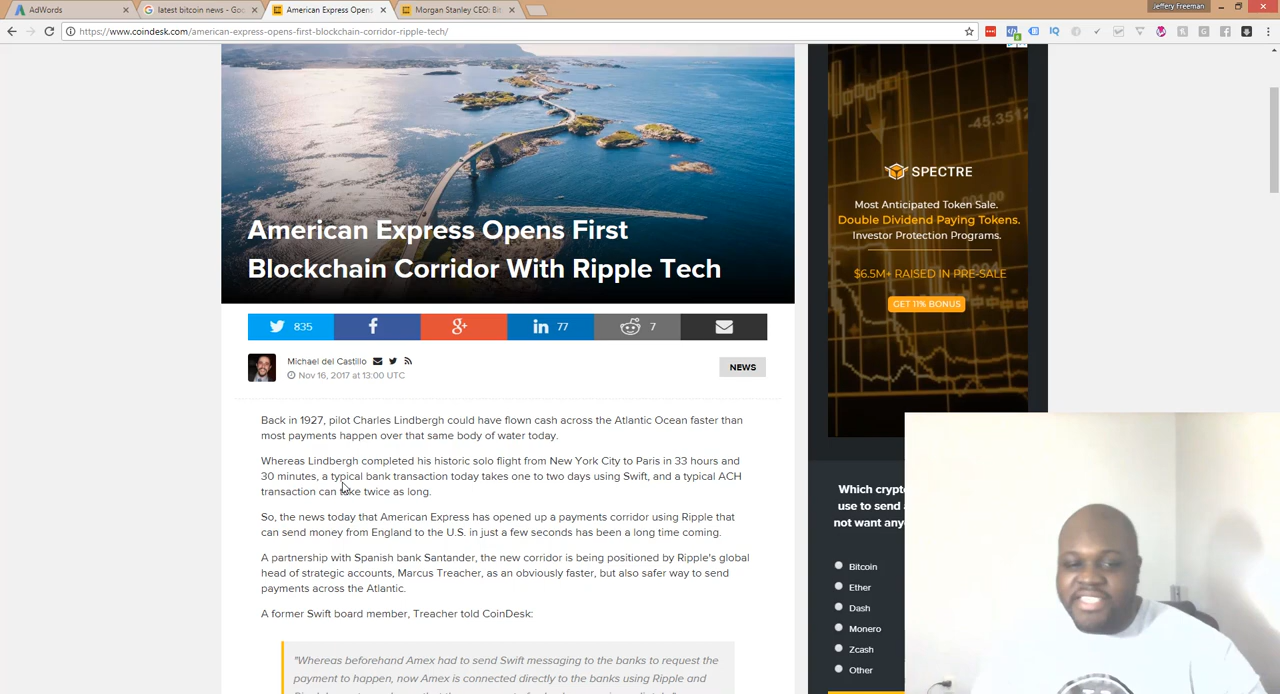 AdWords
latest bitcoin news - Goo
American Express Opens
Morgan Stanley CEO: Bit
Jeffery Freeman
https://www.coindesk.com/american-express-opens-first-blockchain-corridor-ripple-tech/
American Express Opens First
Blockchain Corridor With Ripple Tech
835
77
7
Michael del Castillo
Nov 16, 2017 at 13:00 UTC
NEWS
Back in 1927, pilot Charles Lindbergh could have flown cash across the Atlantic Ocean faster than
most payments happen over that same body of water today.
Whereas Lindbergh completed his historic solo flight from New York City to Paris in 33 hours and
30 minutes, a typical bank transaction today takes one to two days using Swift, and a typical ACH
transaction can take twice as long.
So, the news today that American Express has opened up a payments corridor using Ripple that
can send money from England to the U.S. in just a few seconds has been a long time coming.
A partnership with Spanish bank Santander, the new corridor is being positioned by Ripple's global
head of strategic accounts, Marcus Treacher, as an obviously faster, but also safer way to send
payments across the Atlantic.
A former Swift board member, Treacher told CoinDesk:
"Whereas beforehand Amex had to send Swift messaging to the banks to request the
payment to happen, now Amex is connected directly to the banks using Ripple and
-45.3512
SPECTRE
Most Anticipated Token Sale.
Double Dividend Paying Tokens.
Investor Protection Programs.
$6.5M+ RAISED IN PRE-SALE
GET 11% BONUS
Which crypto
use to send a
not want any
Bitcoin
Ether
Dash
Monero
Zcash
Other